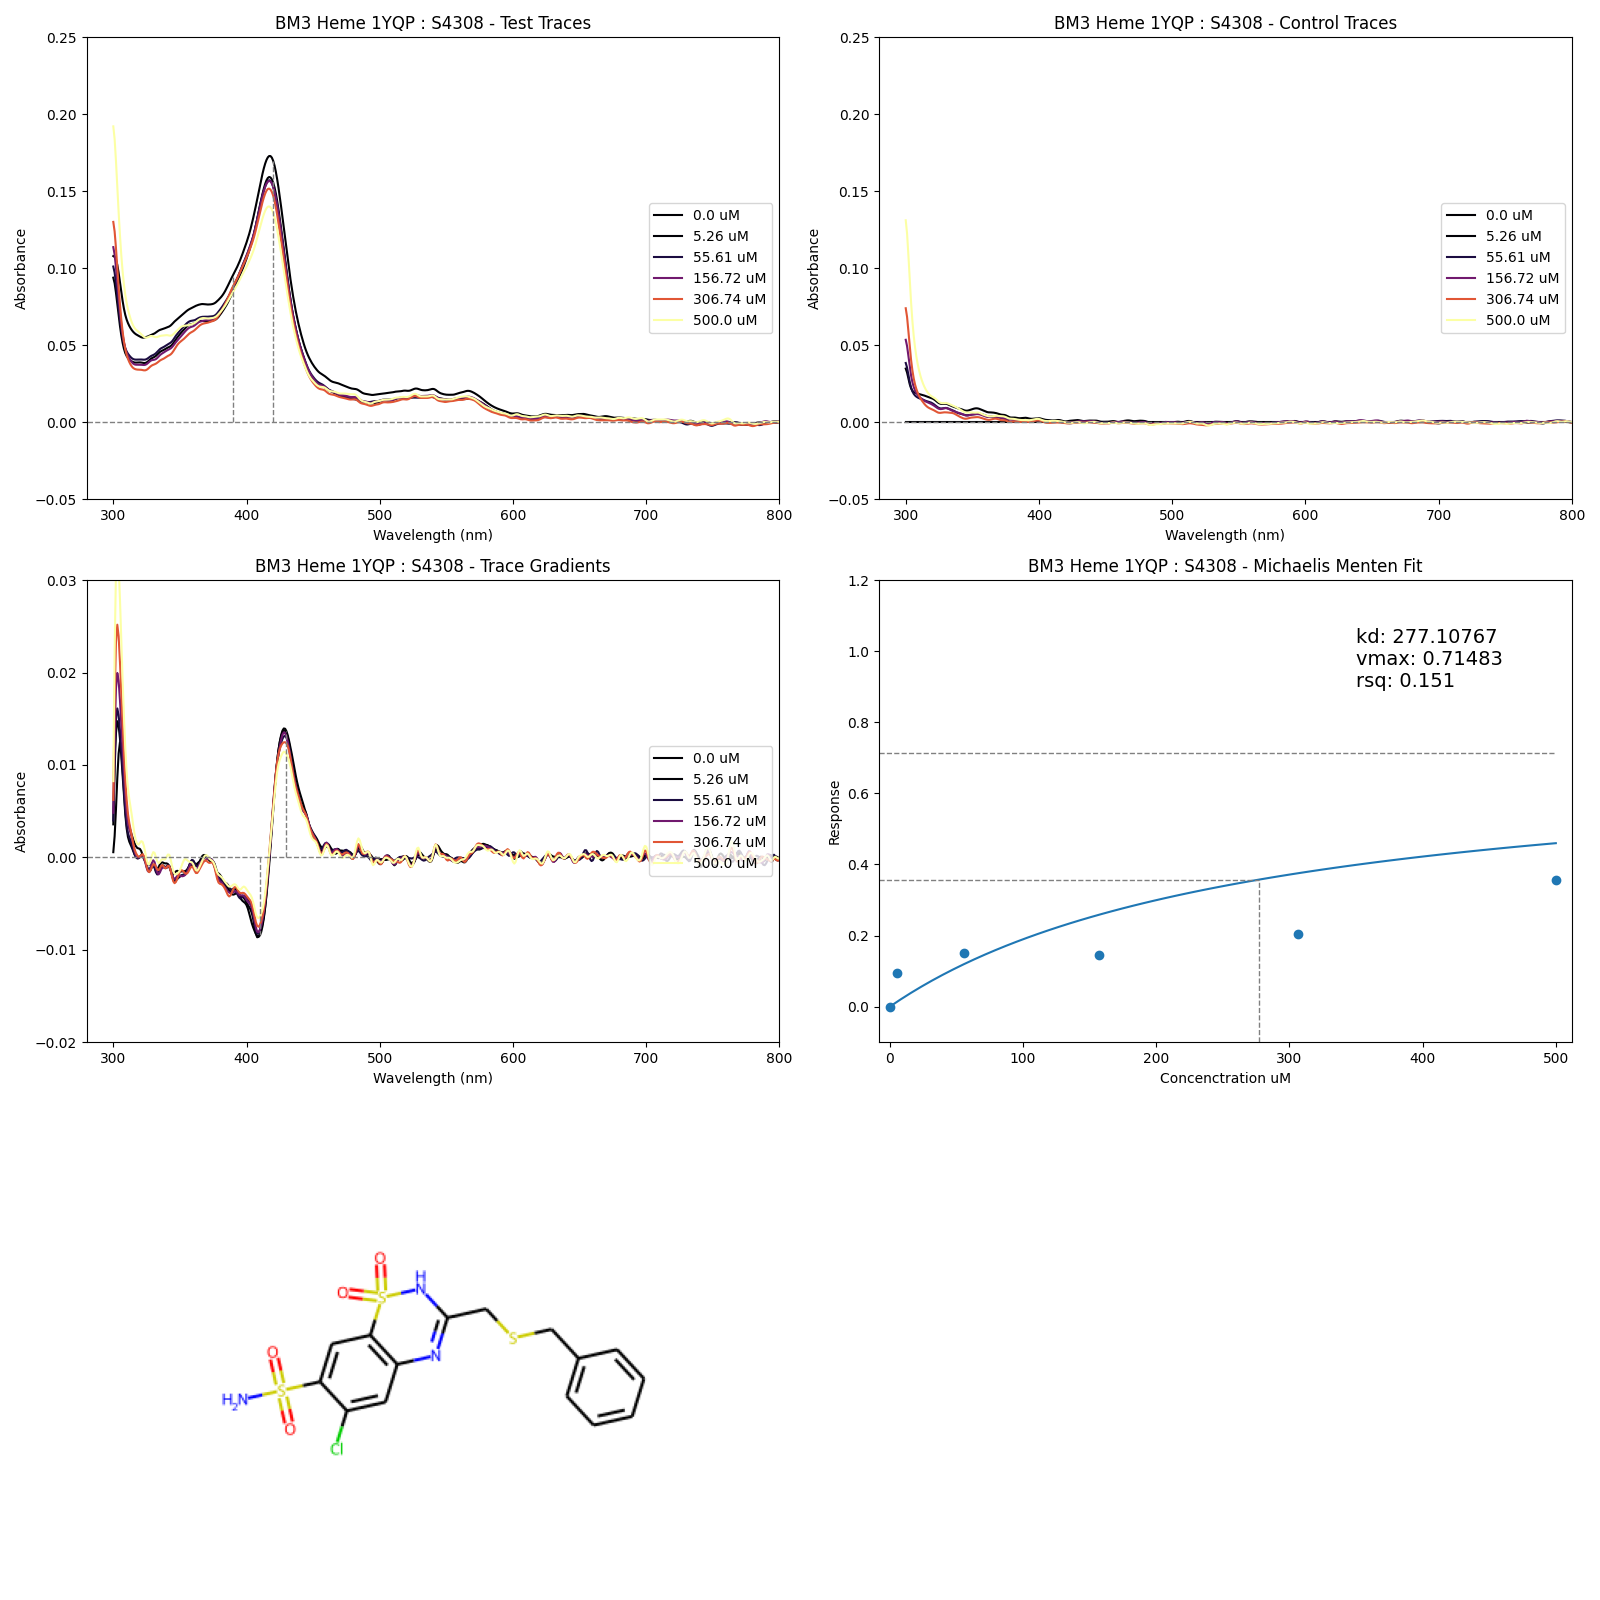 BM3 Heme 1YQP : S4308 - Test Traces
0.25
0.20
0.15
0.10
0.05
0.00
−0.05
Absorbance
300 400 500 600 700 800
Wavelength (nm)
0.0 uM
5.26 uM
55.61 uM
156.72 uM
306.74 uM
500.0 uM
BM3 Heme 1YQP : S4308 - Control Traces
0.25
0.20
0.15
0.10
0.05
0.00
−0.05
Absorbance
300 400 500 600 700 800
Wavelength (nm)
0.0 uM
5.26 uM
55.61 uM
156.72 uM
306.74 uM
500.0 uM
BM3 Heme 1YQP : S4308 - Trace Gradients
0.03
0.02
0.01
0.00
−0.01
−0.02
Absorbance
300 400 500 600 700 800
Wavelength (nm)
0.0 uM
5.26 uM
55.61 uM
156.72 uM
306.74 uM
500.0 uM
BM3 Heme 1YQP : S4308 - Michaelis Menten Fit
1.2
1.0
0.8
0.6
0.4
0.2
0.0
Response
kd: 277.10767
vmax: 0.71483
rsq: 0.151
0 100 200 300 400 500
Concenctration uM
O
H
N
O
S
S
N
O
S
H2N
O
Cl